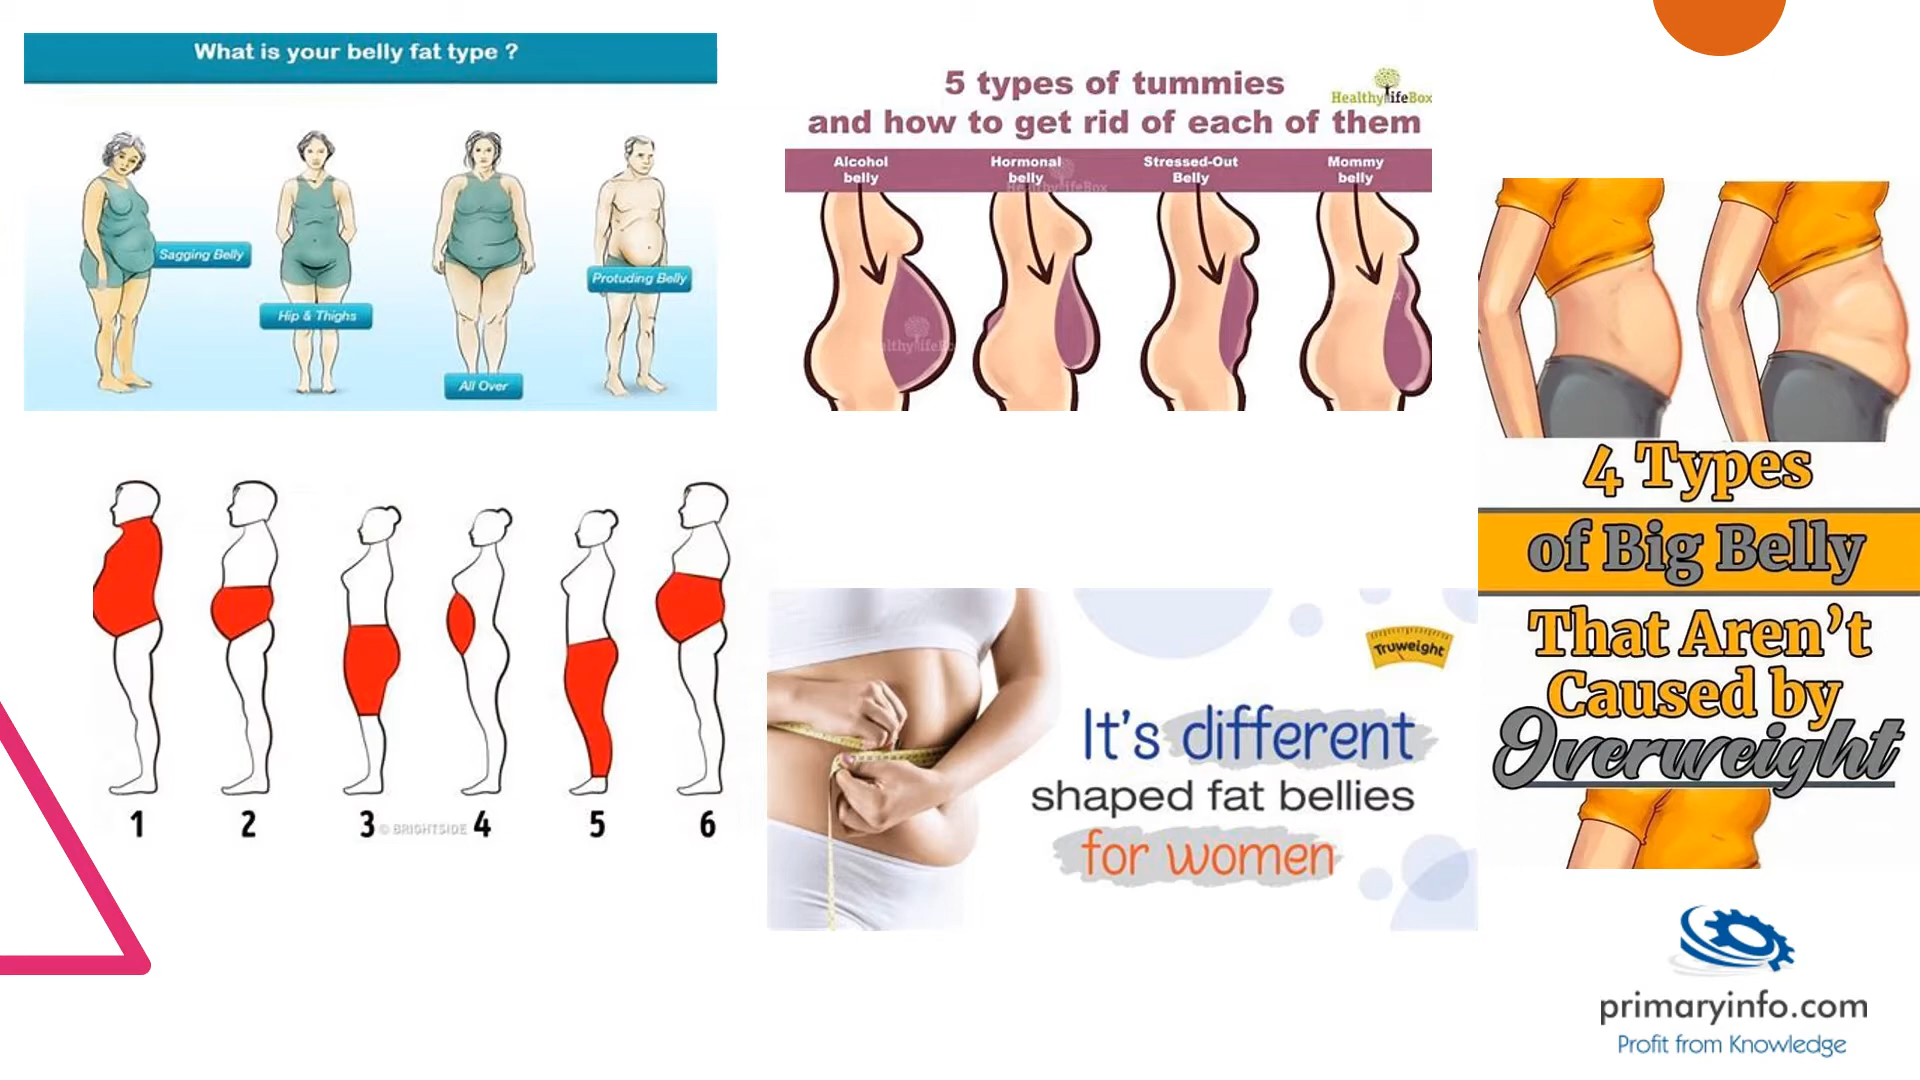 What is your belly fat type ?
Sagging Belly
Hip & Thighs
All Over
Protuding Belly
5 types of tummies
and how to get rid of each of them
HealthylifeBox
Alcohol
belly
Hormonal
belly
Stressed-Out
Belly
Mommy
belly
4 Types
of Big Belly
That Aren't
Caused by
Overweight
1
2
3
© BRIGHTSIDE
4
5
6
Truweight
It's different
shaped fat bellies
for women
primaryinfo.com
Profit from Knowledge